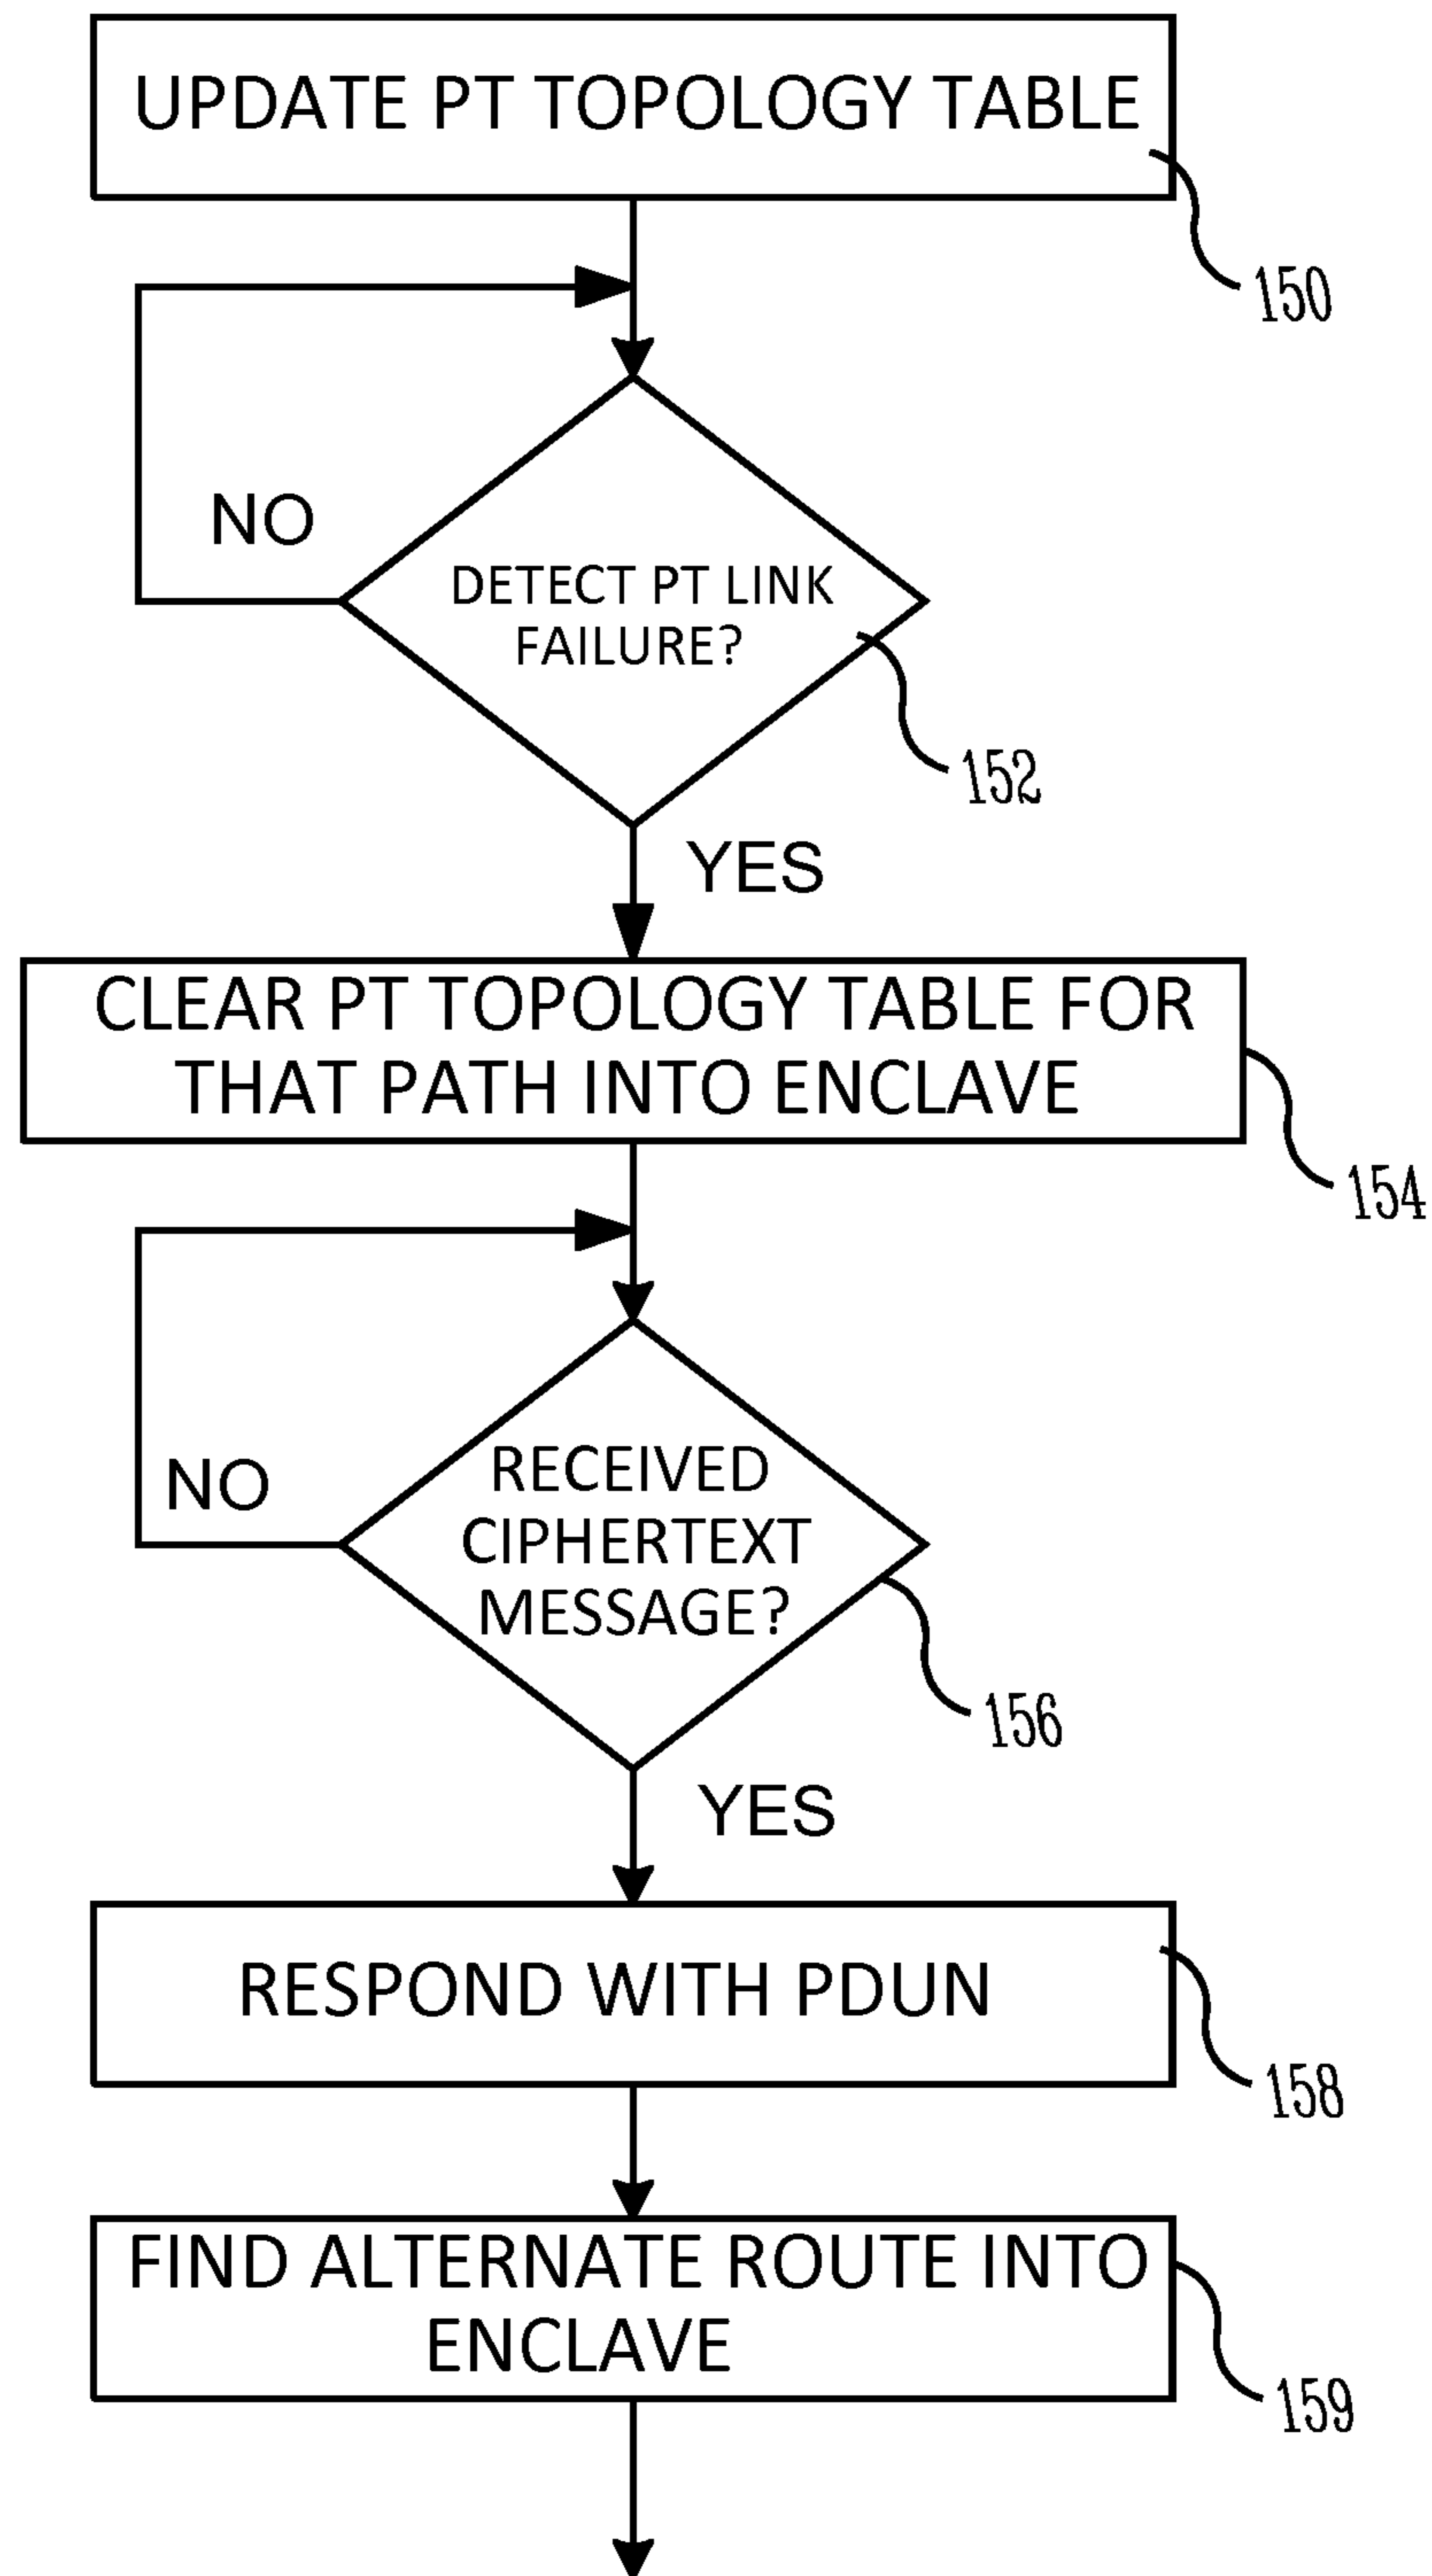 UPDATE PT TOPOLOGY TABLE
150
NO
DETECT PT LINK
FAILURE?
152
YES
CLEAR PT TOPOLOGY TABLE FOR
THAT PATH INTO ENCLAVE
154
NO
RECEIVED
CIPHERTEXT
MESSAGE?
156
YES
RESPOND WITH PDUN
158
FIND ALTERNATE ROUTE INTO
ENCLAVE
159